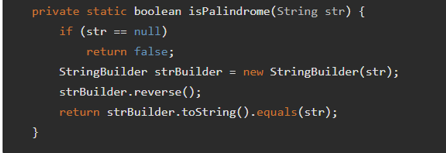 private static boolean isPalindrome(String str) {
    if (str == null)
        return false;
    StringBuilder strBuilder = new StringBuilder(str);
    strBuilder.reverse();
    return strBuilder.toString().equals(str);
}